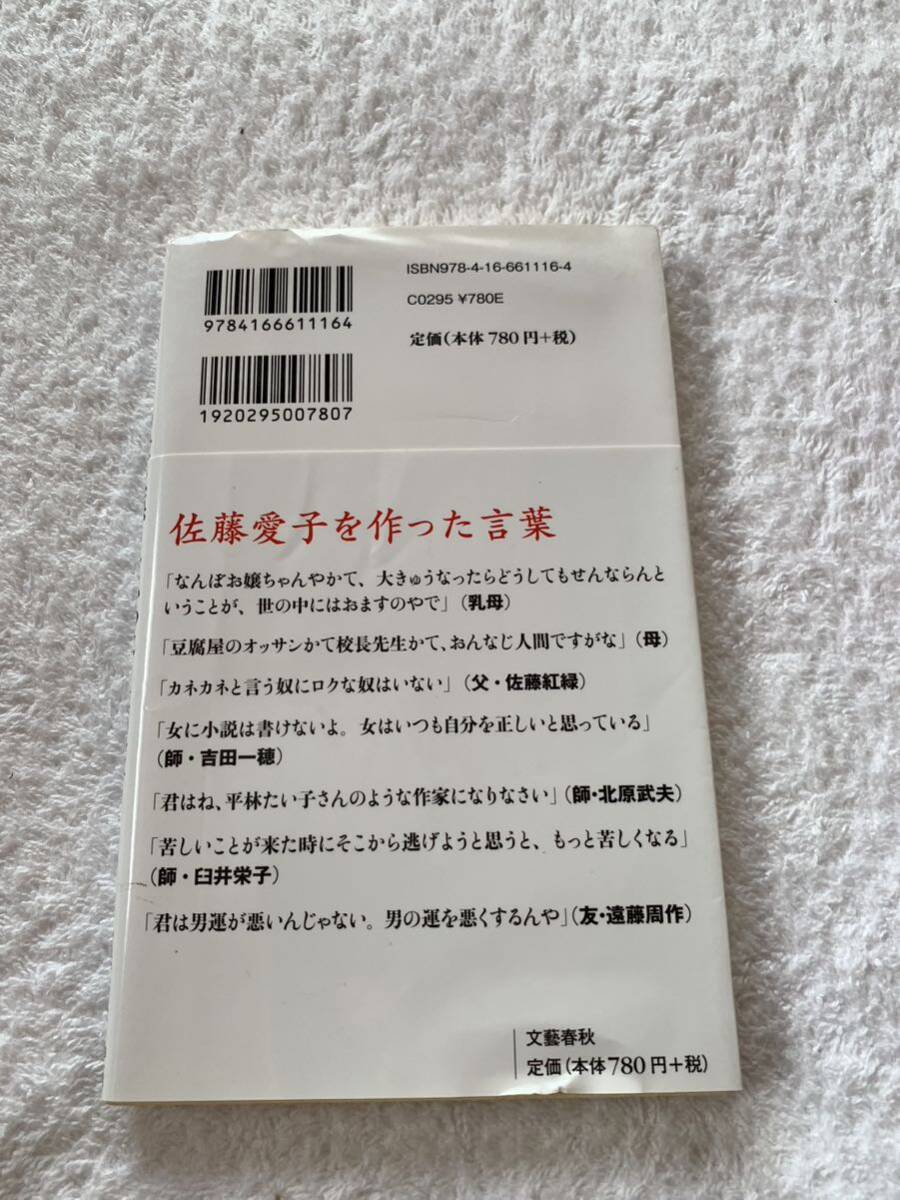 ISBN978-4-16-661116-4
C0295 ¥780E
定価(本体780円+税)
9784166611164
1920295007807
佐藤愛子を作った言葉
「なんぼお嬢ちゃんやかて、大きゅうなったらどうしてもせんならんと
いうことが、世の中にはおますのやで」(乳母)
「豆腐屋のオッサンかて校長先生かて、おんなじ人間ですがな」(母)
「カネカネと言う奴にロクな奴はいない」(父・佐藤紅緑)
「女に小説は書けないよ。女はいつも自分を正しいと思っている」
(師・吉田一穂)
「君はね、平林たい子さんのような作家になりなさい」(師・北原武夫)
「苦しいことが来た時にそこから逃げようと思うと、もっと苦しくなる」
(師・臼井栄子)
「君は男運が悪いんじゃない。男の運を悪くするんや」(友・遠藤周作)
文藝春秋
定価(本体780円+税)